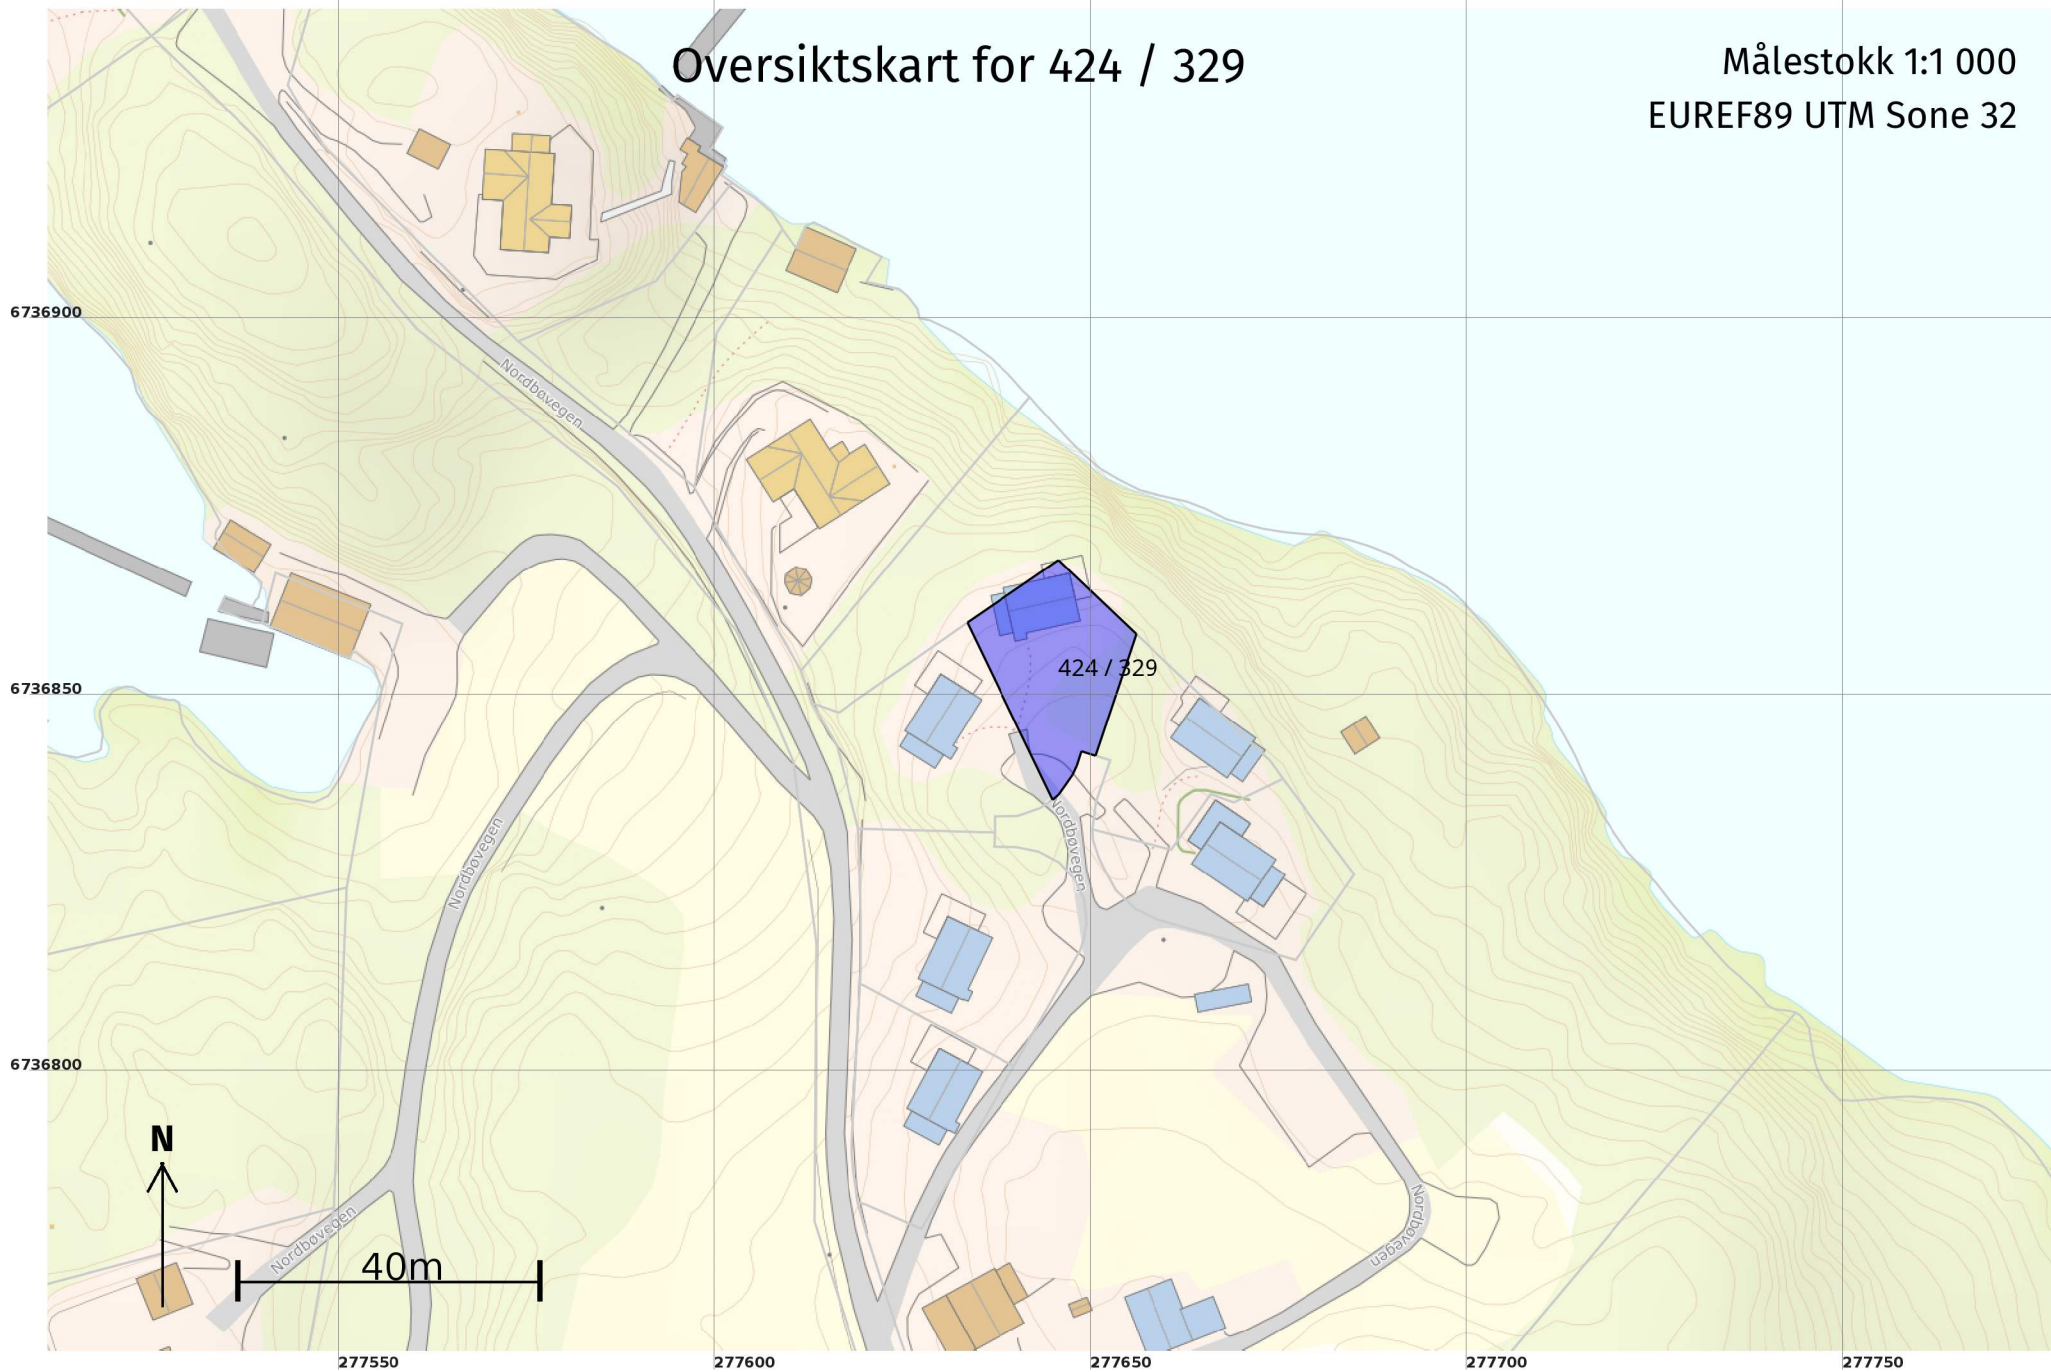 Oversiktskart for 424 / 329
Målestokk 1:1 000
EUREF89 UTM Sone 32
6736900
Nordbøvegen
424 / 329
6736850
Nordbøvegen
Nordbøvegen
6736800
N
Nordbøvegen
Nordbøvegen
40m
277550
277600
277650
277700
277750